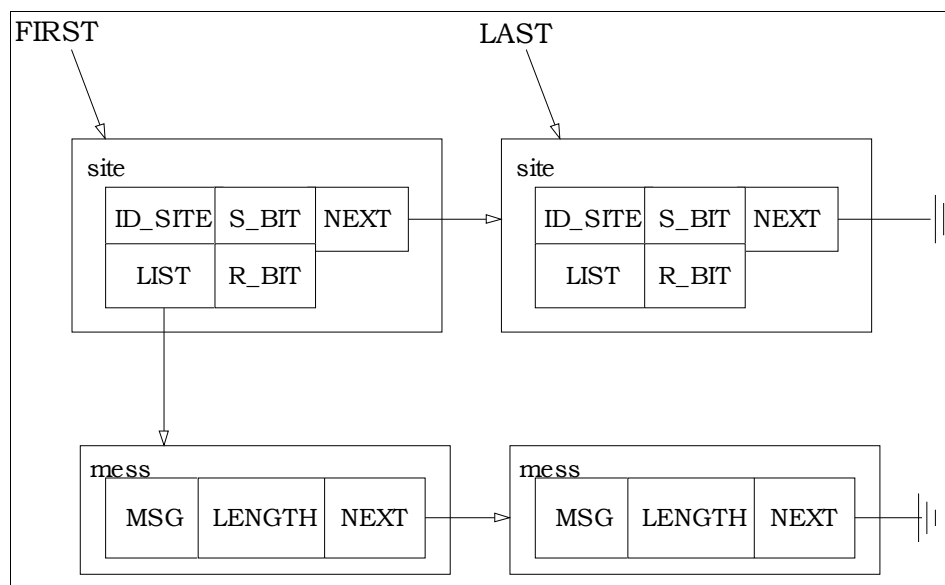 FIRST LAST
site site
ID_SITE S_BIT NEXT ID_SITE S_BIT NEXT
LIST R_BIT LIST R_BIT
mess mess
MSG LENGTH NEXT MSG LENGTH NEXT